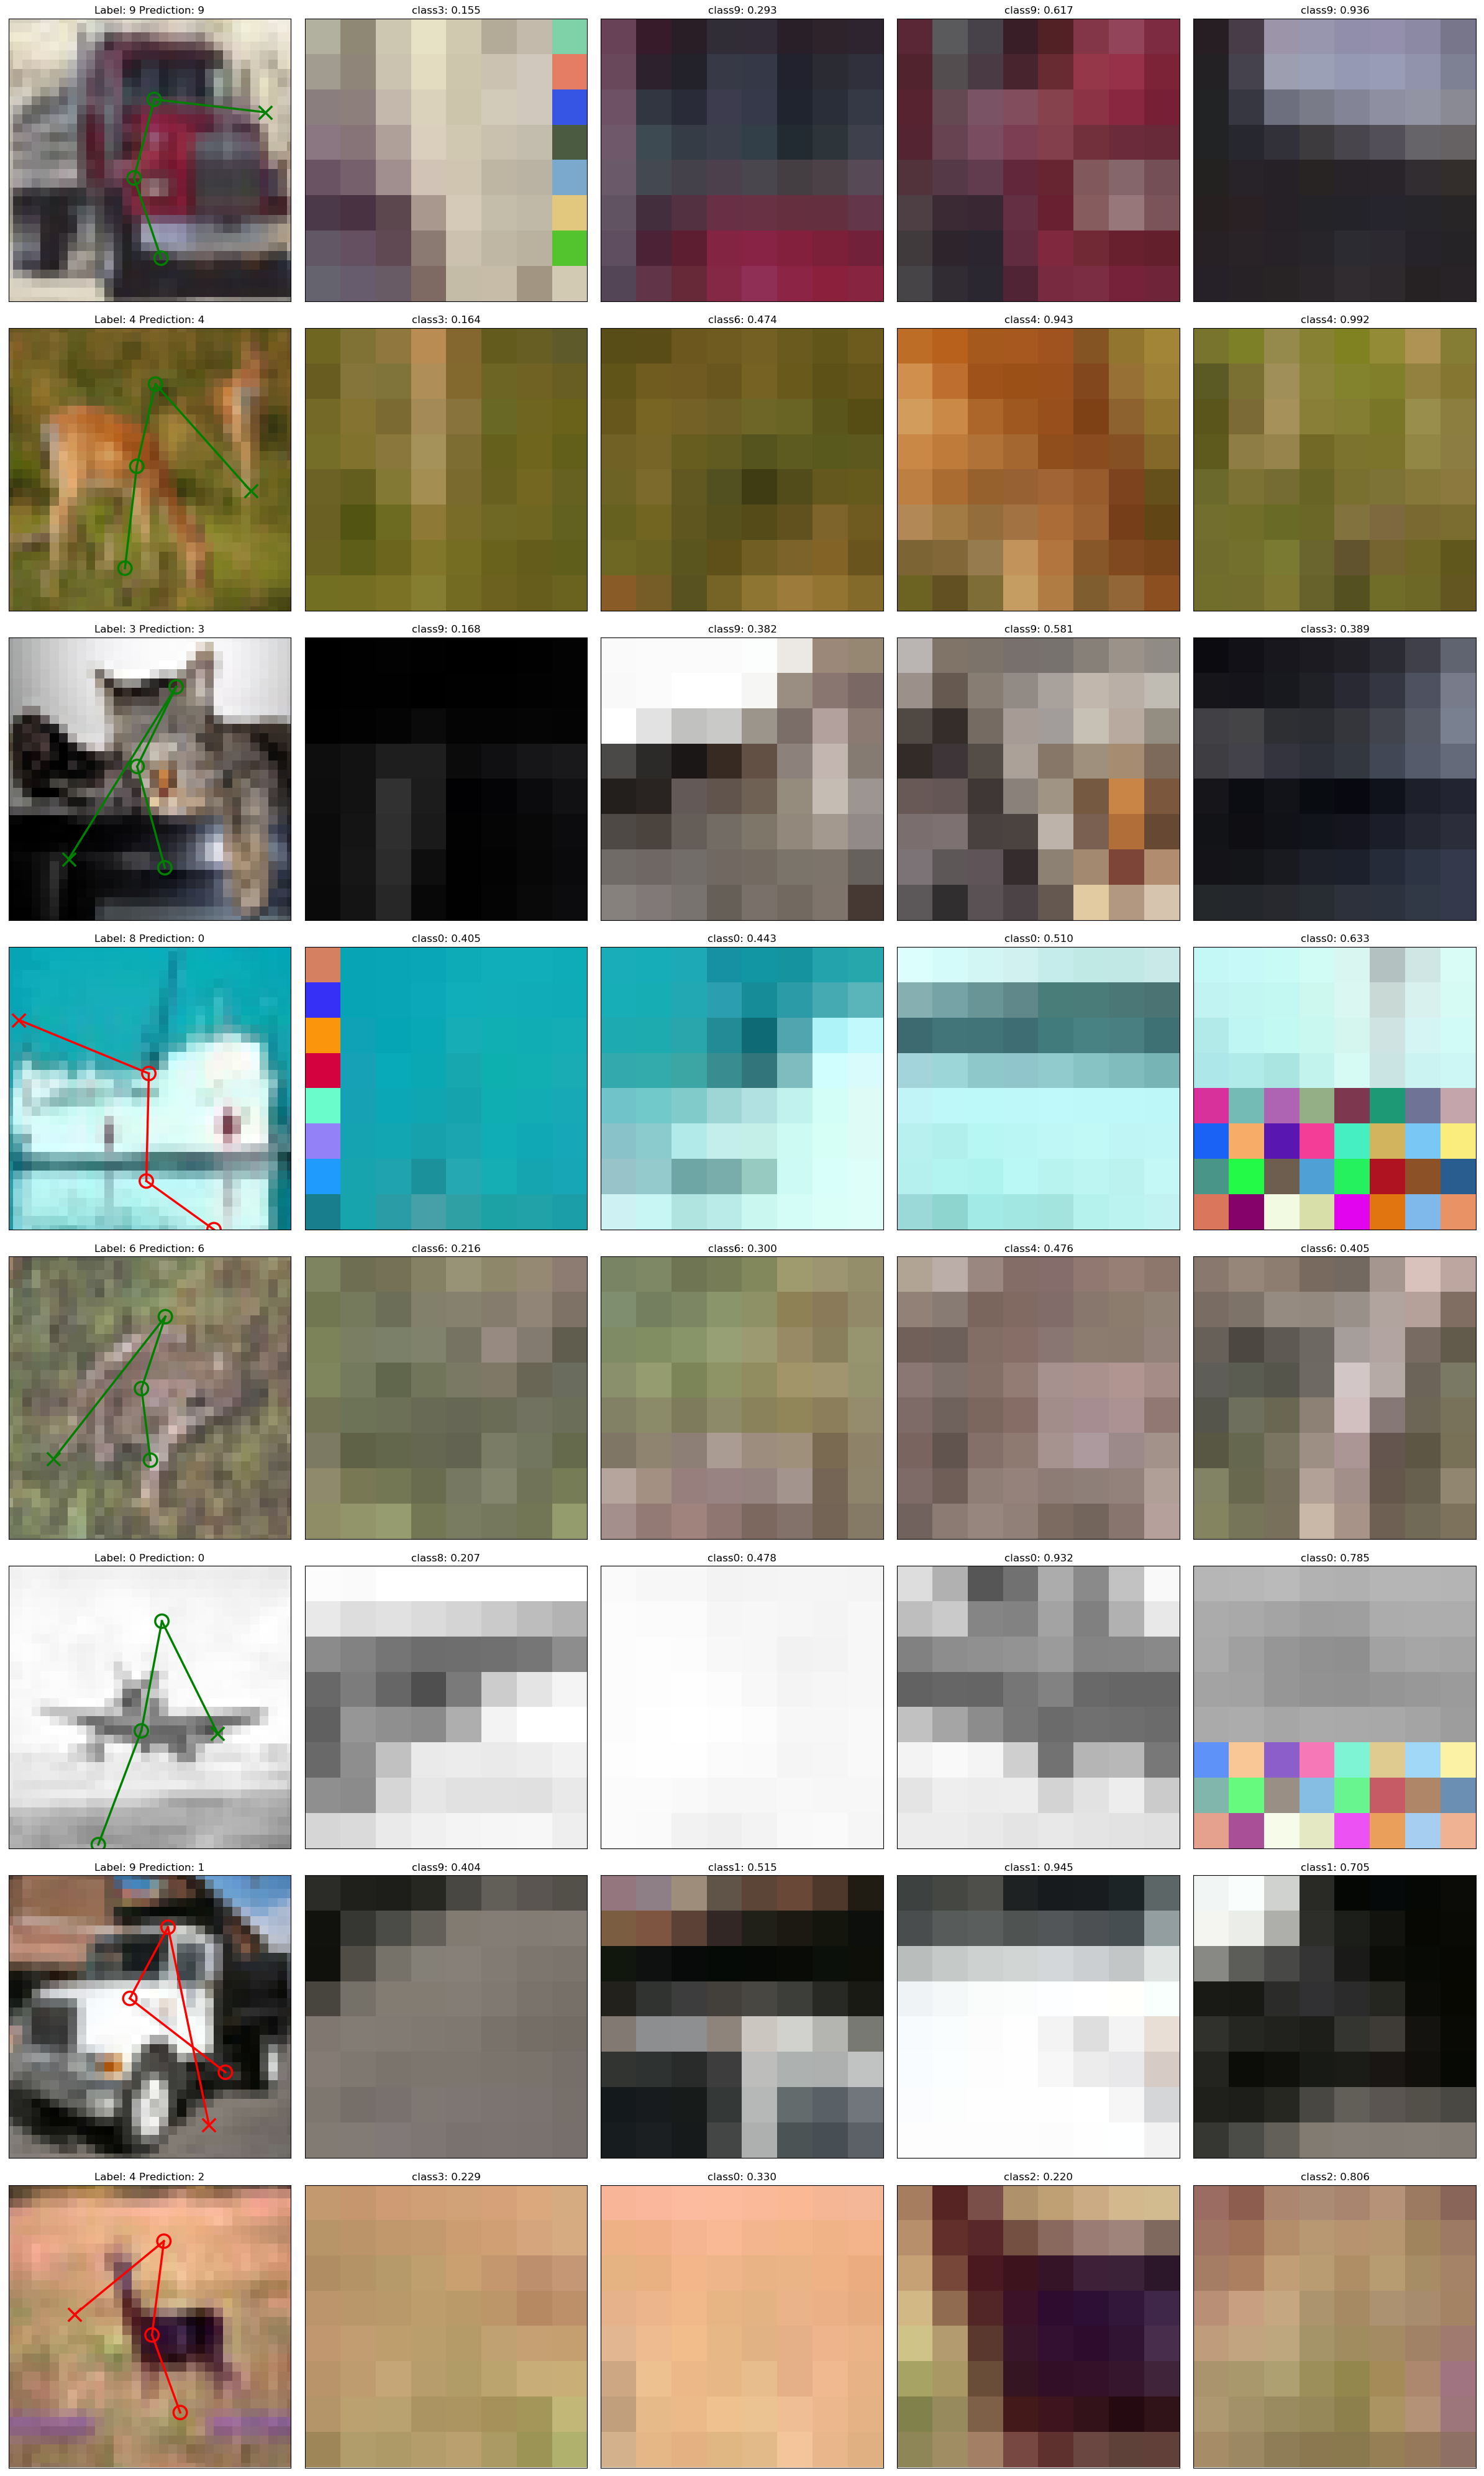 Label: 9 Prediction: 9
class3: 0.155
class9: 0.293
class9: 0.617
class9: 0.936
Label: 4 Prediction: 4
class3: 0.164
class6: 0.474
class4: 0.943
class4: 0.992
Label: 3 Prediction: 3
class9: 0.168
class9: 0.382
class9: 0.581
class3: 0.389
Label: 8 Prediction: 0
class0: 0.405
class0: 0.443
class0: 0.510
class0: 0.633
Label: 6 Prediction: 6
class6: 0.216
class6: 0.300
class4: 0.476
class6: 0.405
Label: 0 Prediction: 0
class8: 0.207
class0: 0.478
class0: 0.932
class0: 0.785
Label: 9 Prediction: 1
class9: 0.404
class1: 0.515
class1: 0.945
class1: 0.705
Label: 4 Prediction: 2
class3: 0.229
class0: 0.330
class2: 0.220
class2: 0.806